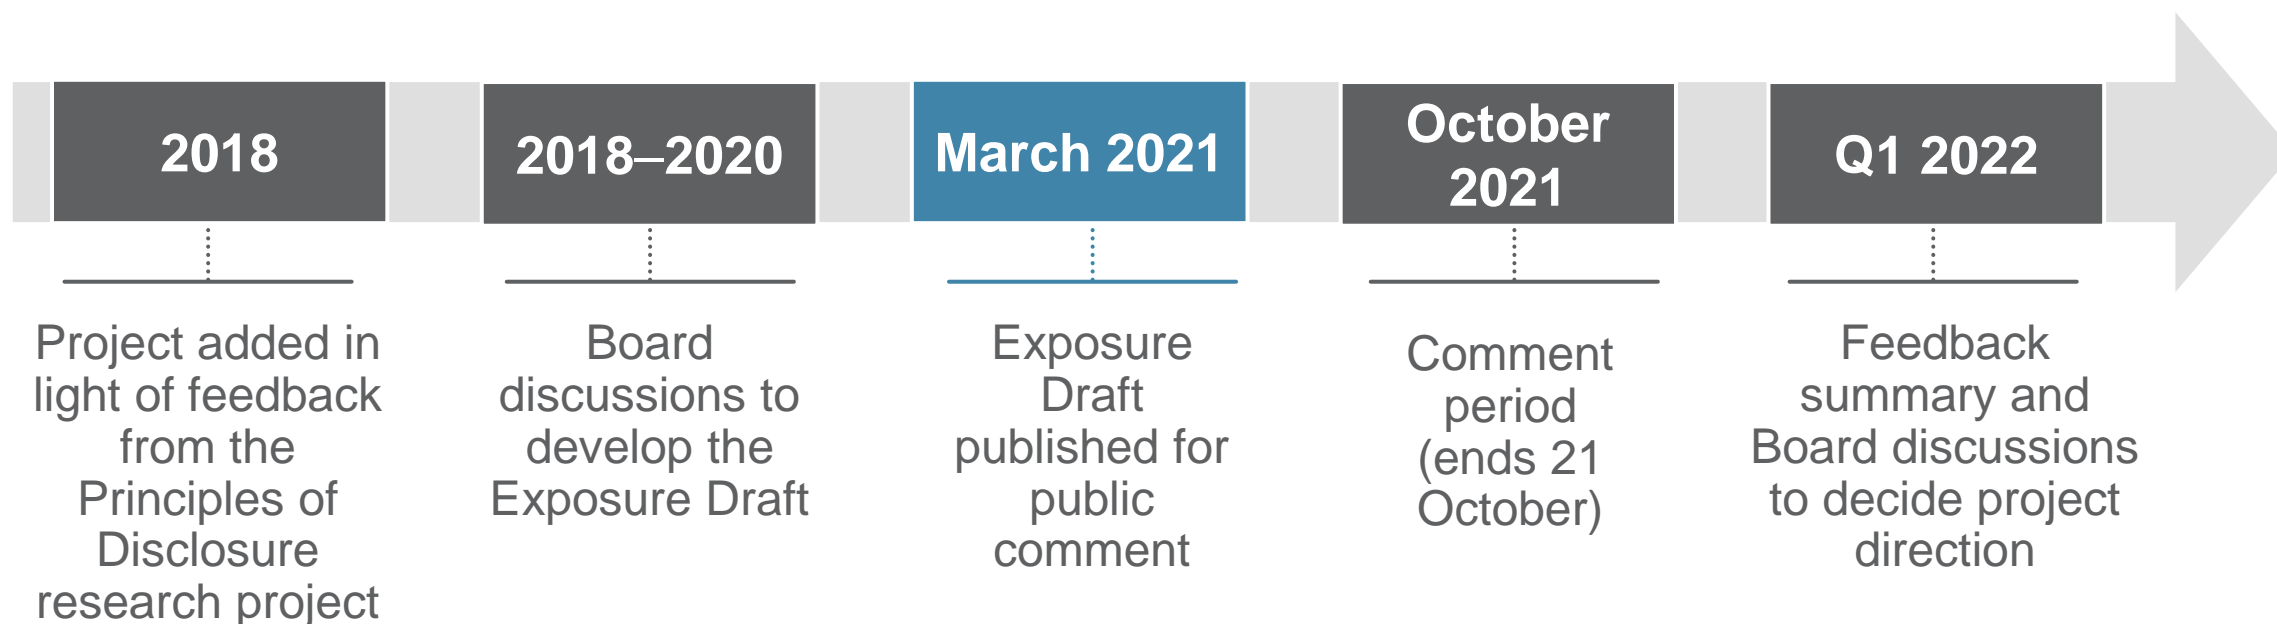 2018
2018–2020
March 2021
October
2021
Q1 2022
Project added in
light of feedback
from the
Principles of
Disclosure
research project
Board
discussions to
develop the
Exposure Draft
Exposure
Draft
published for
public
comment
Comment
period
(ends 21
October)
Feedback
summary and
Board discussions
to decide project
direction